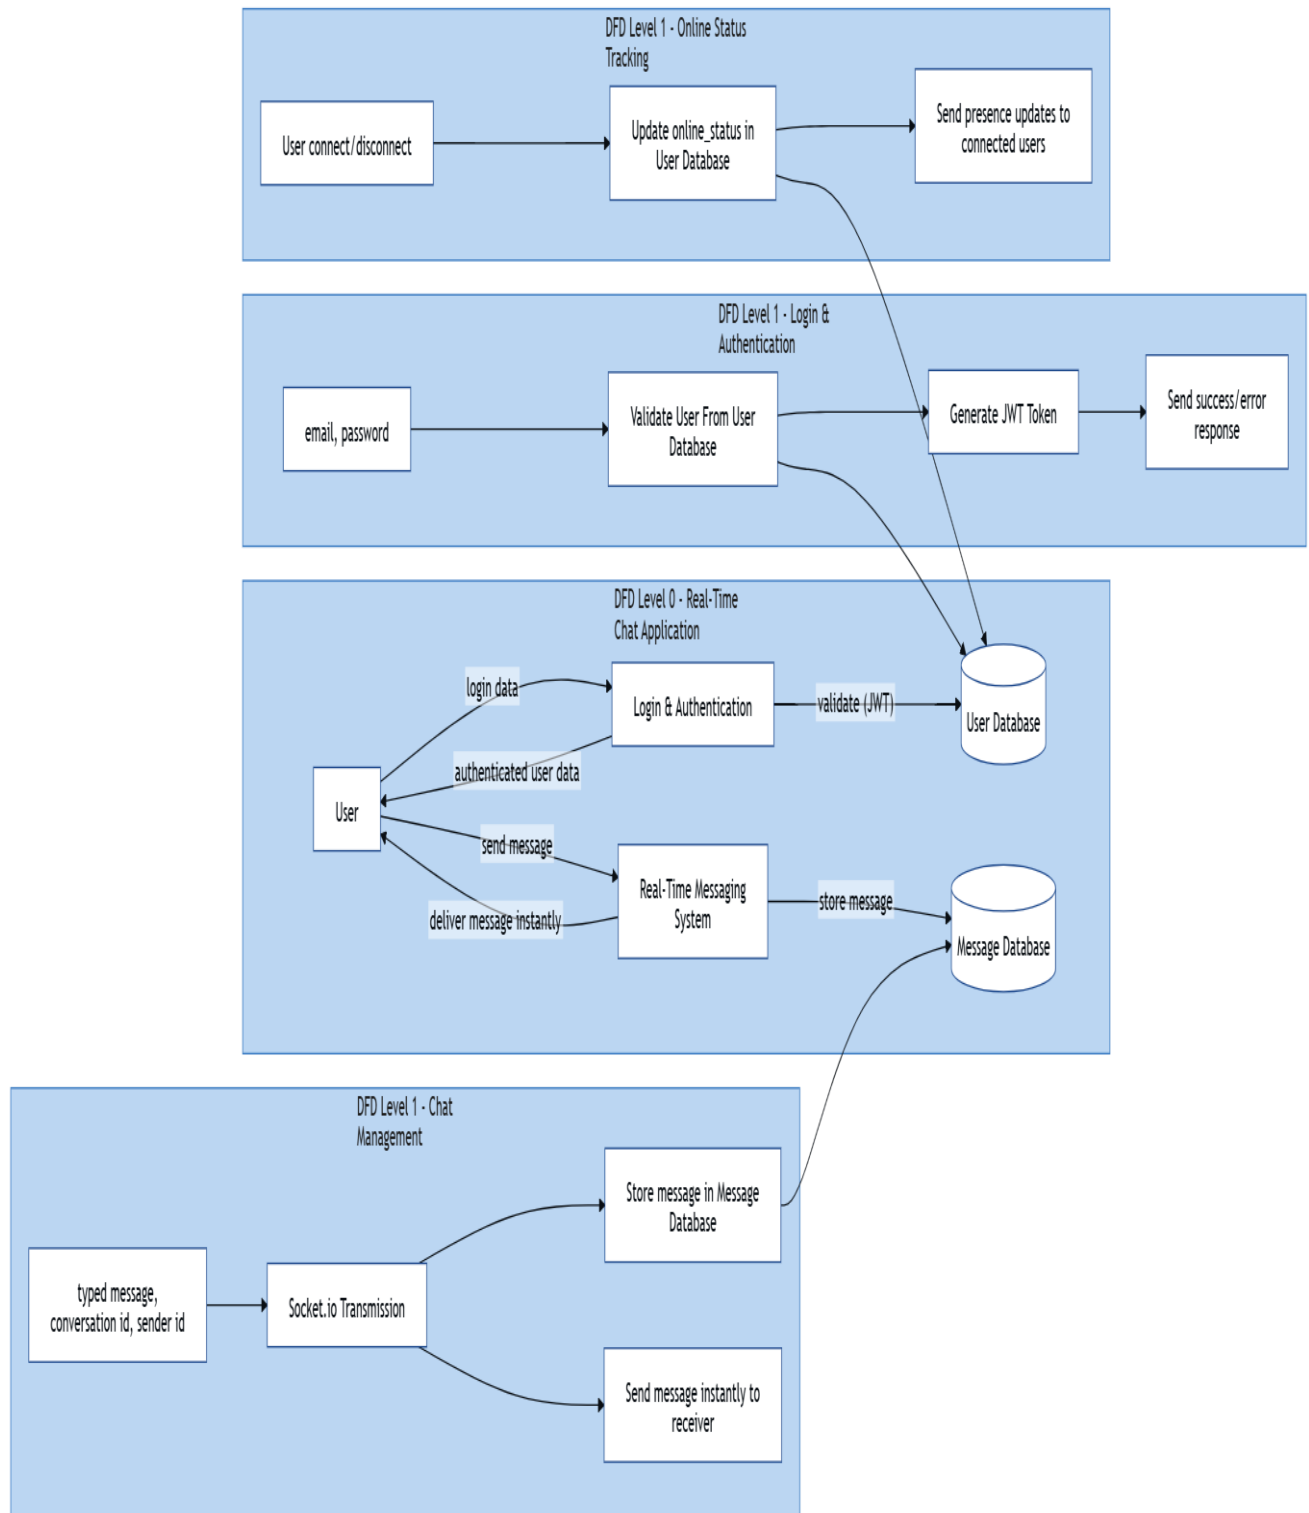 DFD Level 1 - Online Status
Tracking
User connect/disconnect
Update online_status in
User Database
Send presence updates to
connected users
DFD Level 1 - Login &
Authentication
email, password
Validate User From User
Database
Generate JWT Token
Send success/error
response
DFD Level 0 - Real-Time
Chat Application
login data
Login & Authentication
validate (JWT)
User Database
authenticated user data
User
send message
Real-Time Messaging
System
store message
deliver message instantly
Message Database
DFD Level 1 - Chat
Management
Store message in Message
Database
typed message,
conversation id, sender id
Socket.io Transmission
Send message instantly to
receiver